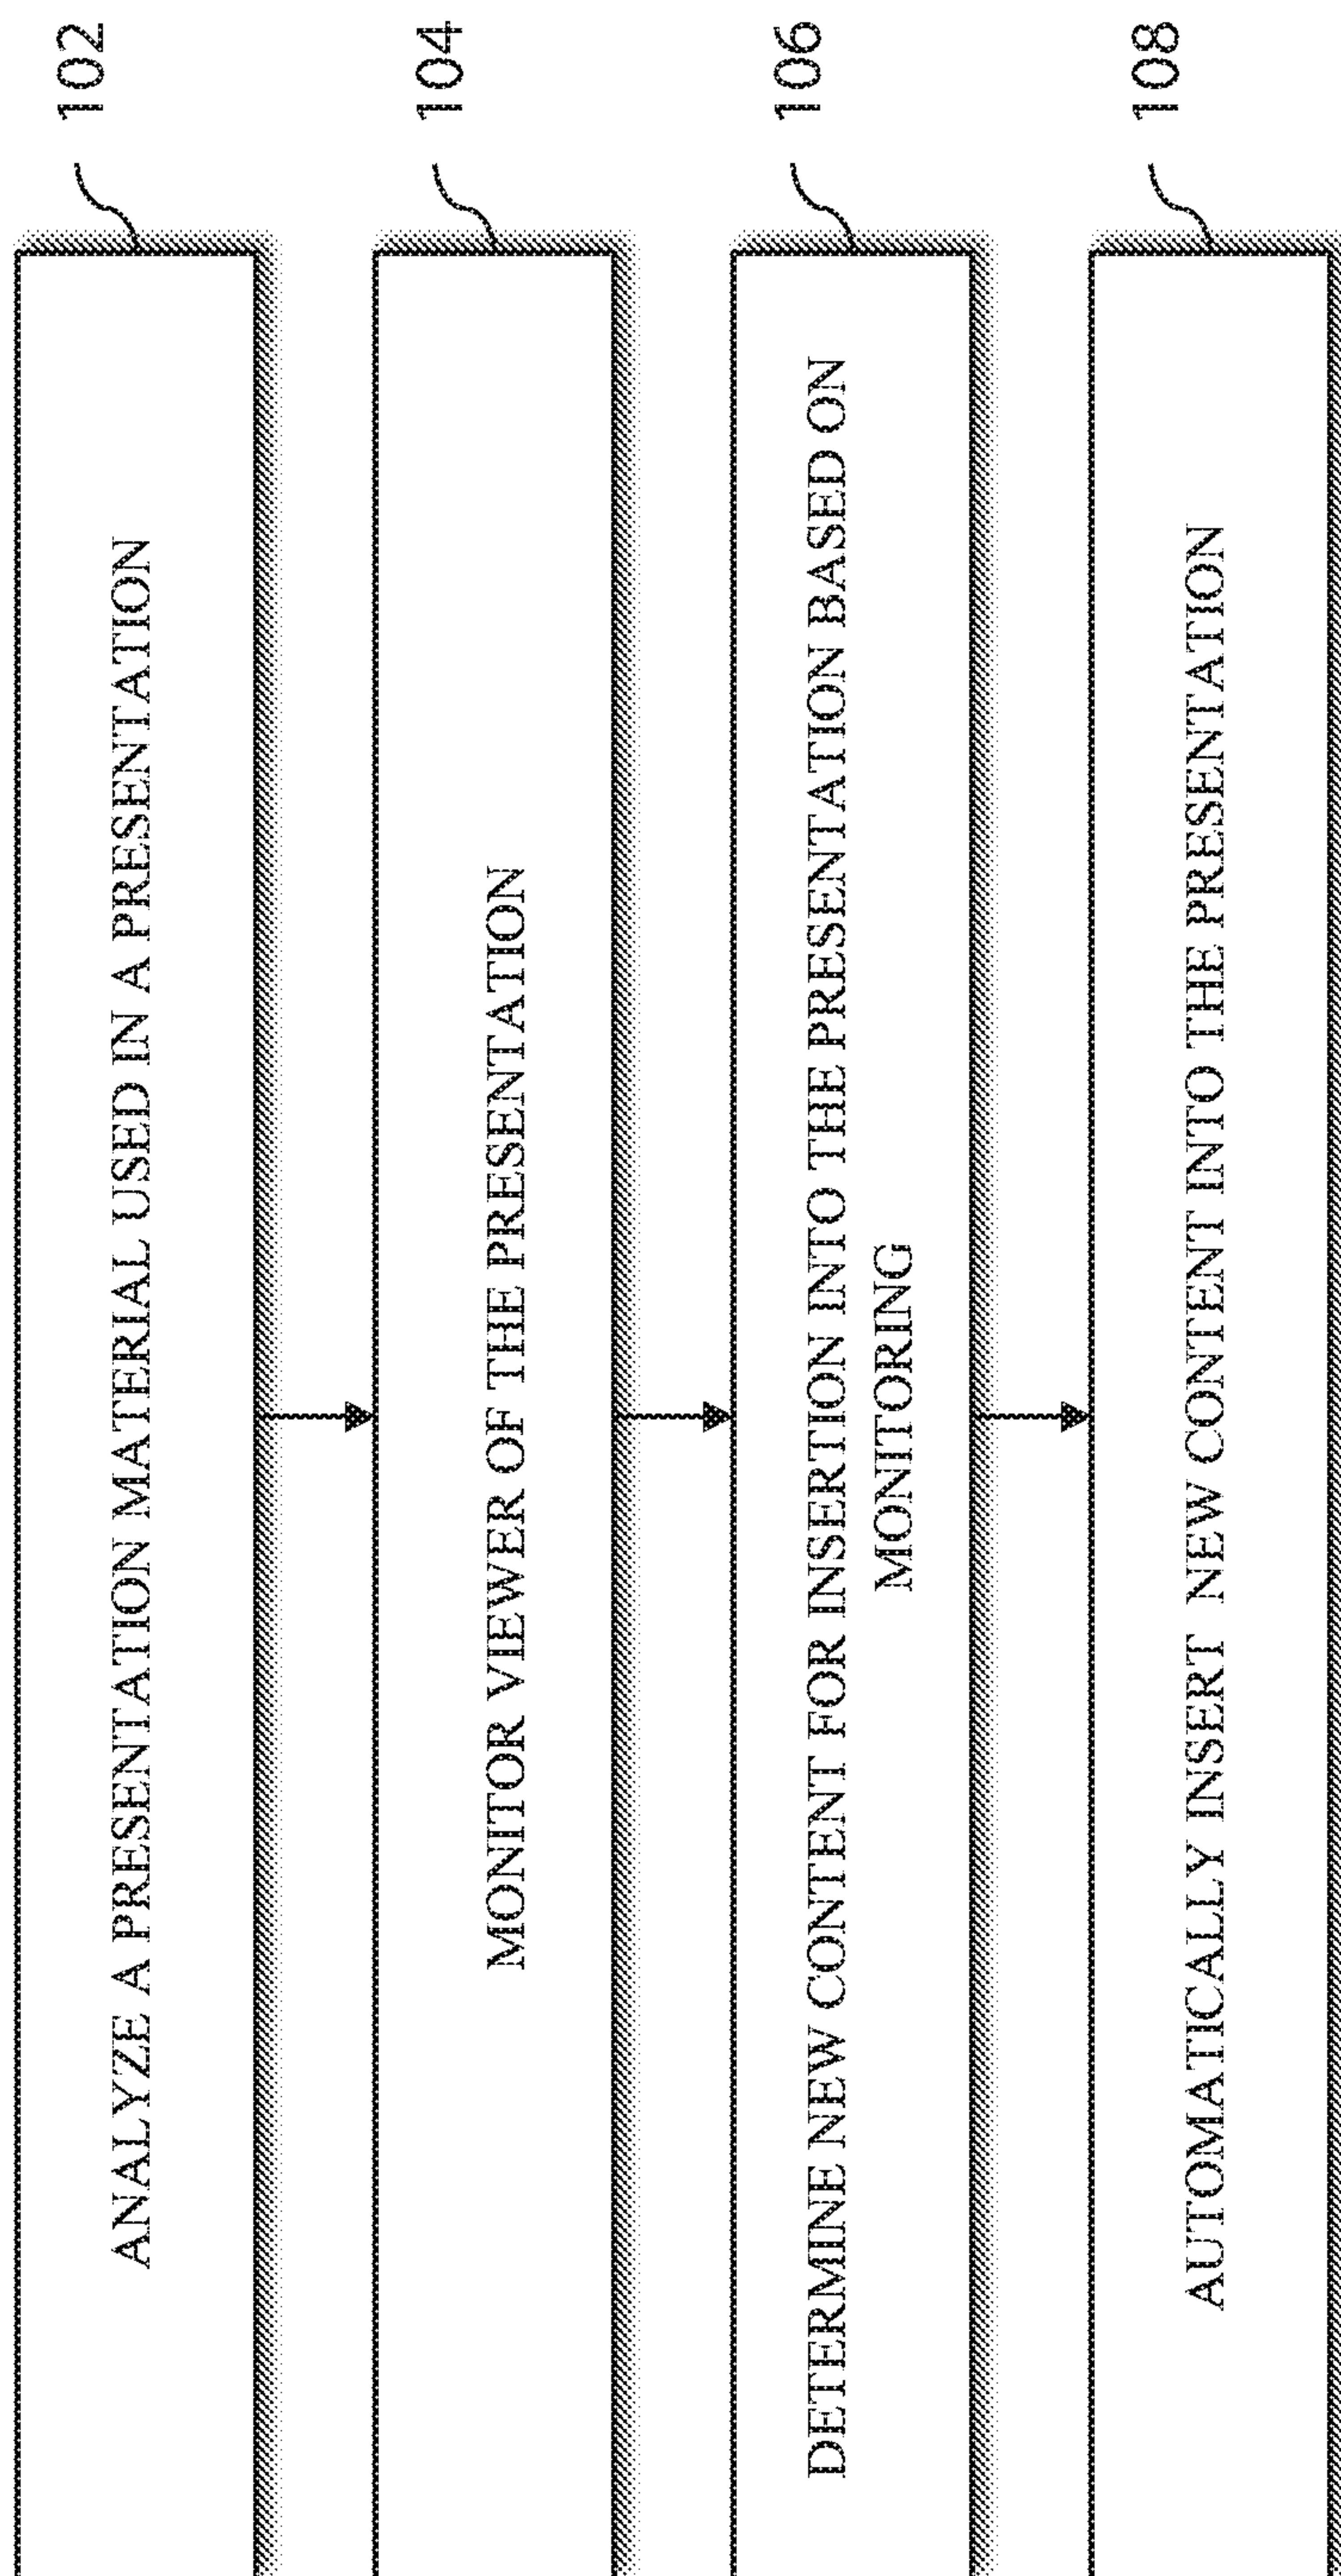 ANALYZE A PRESENTATION MATERIAL USED IN A PRESENTATION
102
MONITOR VIEWER OF THE PRESENTATION
104
DETERMINE NEW CONTENT FOR INSERTION INTO THE PRESENTATION BASED ON
MONITORING
106
AUTOMATICALLY INSERT NEW CONTENT INTO THE PRESENTATION
108